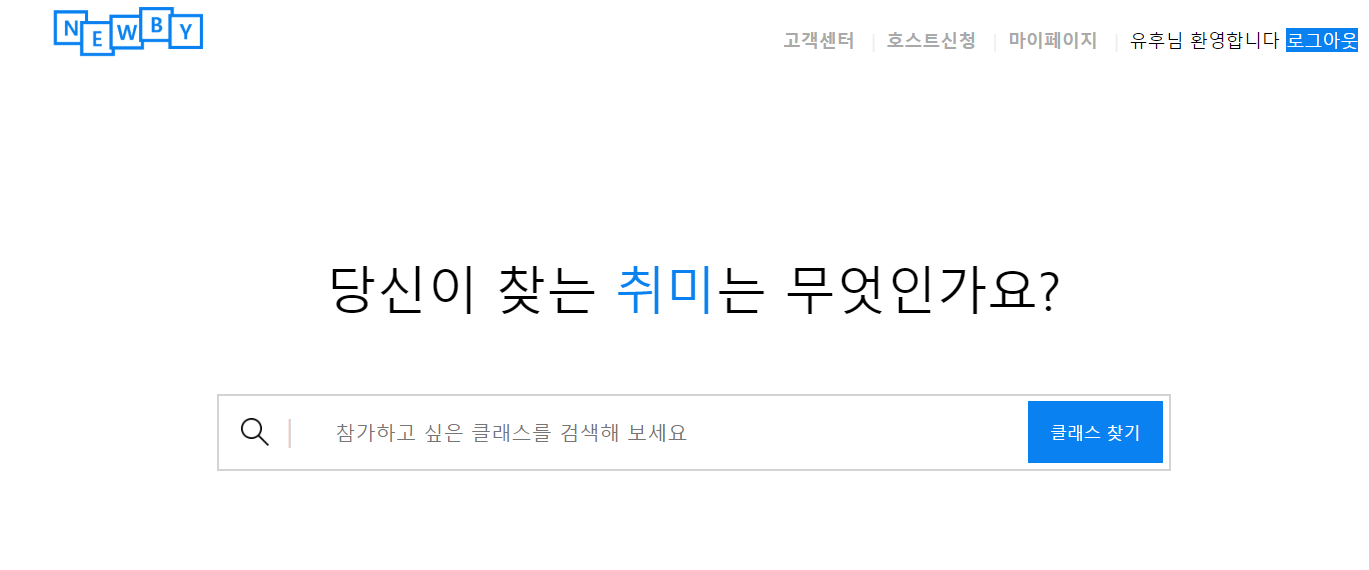 NEWBY
고객센터 | 호스트신청 | 마이페이지 | 유후님 환영합니다 로그아웃
당신이 찾는 취미는 무엇인가요?
참가하고 싶은 클래스를 검색해 보세요 클래스 찾기